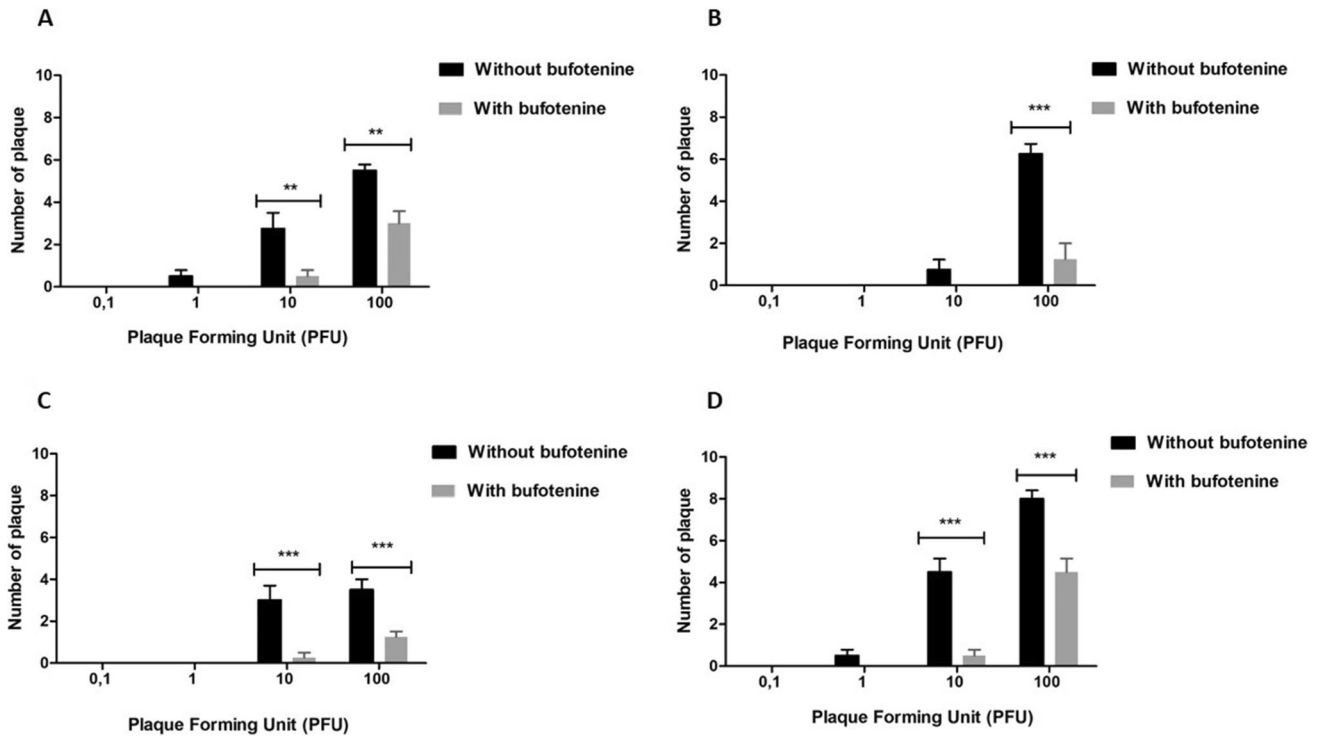 A
Without bufotenine
With bufotenine
**
**
10
8
6
4
2
0
Number of plaque
0,1 1 10 100
Plaque Forming Unit (PFU)
B
Without bufotenine
With bufotenine
***
10
8
6
4
2
0
Number of plaque
0,1 1 10 100
Plaque Forming Unit (PFU)
C
Without bufotenine
With bufotenine
***
***
10
8
6
4
2
0
Number of plaque
0,1 1 10 100
Plaque Forming Unit (PFU)
D
Without bufotenine
With bufotenine
***
***
10
8
6
4
2
0
Number of plaque
0,1 1 10 100
Plaque Forming Unit (PFU)